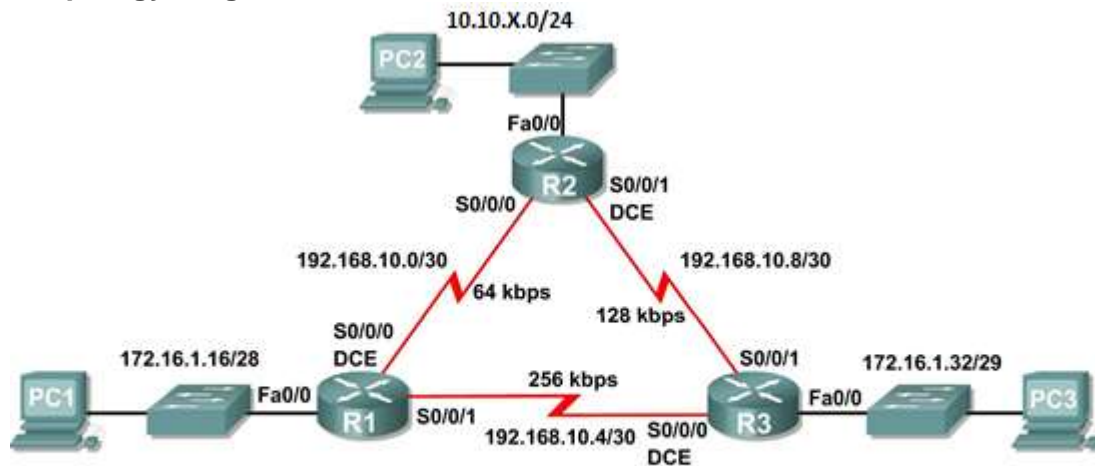 10.10.X.0/24
PC2
Fa0/0
R2
S0/0/1
DCE
S0/0/0
192.168.10.0/30
192.168.10.8/30
64 kbps
128 kbps
S0/0/0
DCE
S0/0/1
172.16.1.16/28
172.16.1.32/29
256 kbps
PC1
Fa0/0
R1
S0/0/1
192.168.10.4/30
S0/0/0
DCE
R3
Fa0/0
PC3